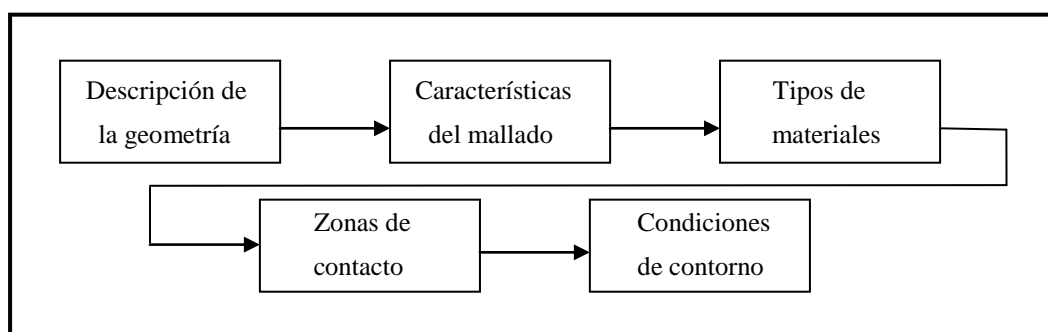 Descripción de
la geometría
Características
del mallado
Tipos de
materiales
Zonas de
contacto
Condiciones
de contorno